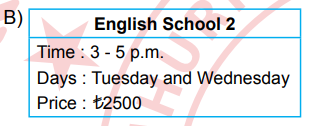 B)
English School 2
Time : 3 - 5 p.m.
Days : Tuesday and Wednesday
Price : ₺2500